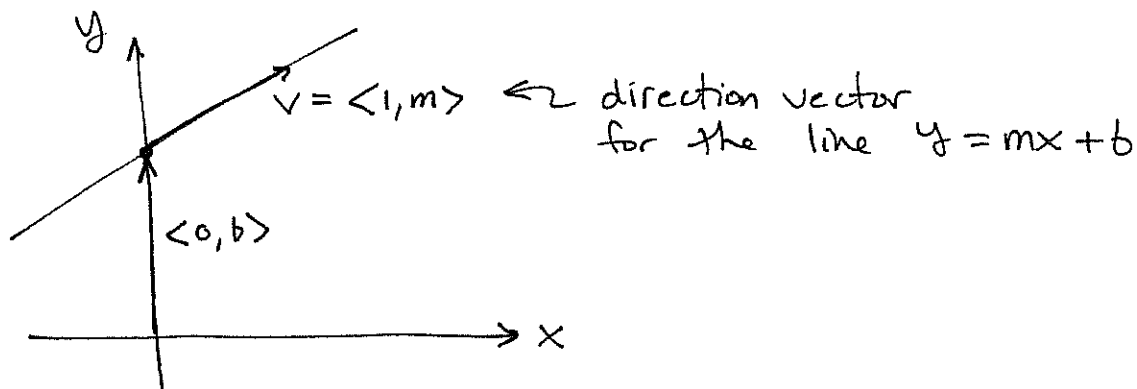 y
v = <1,m> ↩ direction vector
for the line y = mx + b
<0,b>
x